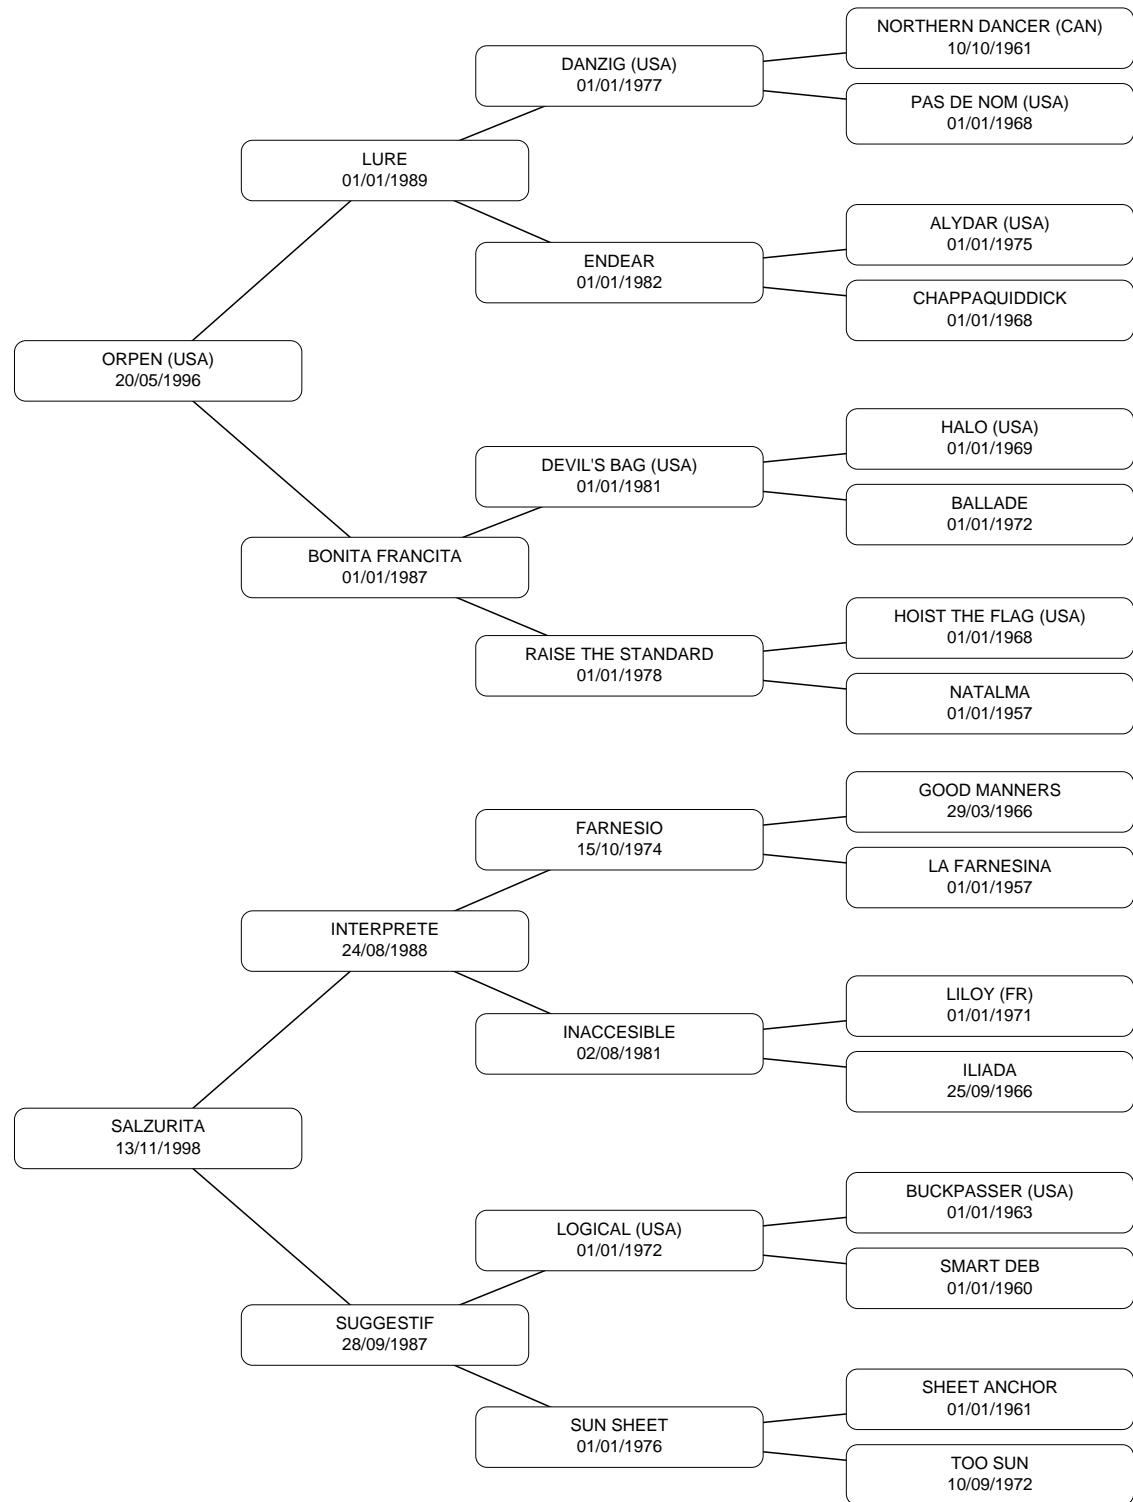 NORTHERN DANCER (CAN)
10/10/1961
DANZIG (USA)
01/01/1977
PAS DE NOM (USA)
01/01/1968
LURE
01/01/1989
ALYDAR (USA)
01/01/1975
ENDEAR
01/01/1982
CHAPPAQUIDDICK
01/01/1968
ORPEN (USA)
20/05/1996
HALO (USA)
01/01/1969
DEVIL'S BAG (USA)
01/01/1981
BALLADE
01/01/1972
BONITA FRANCITA
01/01/1987
HOIST THE FLAG (USA)
01/01/1968
RAISE THE STANDARD
01/01/1978
NATALMA
01/01/1957
GOOD MANNERS
29/03/1966
FARNESIO
15/10/1974
LA FARNESINA
01/01/1957
INTERPRETE
24/08/1988
LILOY (FR)
01/01/1971
INACCESIBLE
02/08/1981
ILIADA
25/09/1966
SALZURITA
13/11/1998
BUCKPASSER (USA)
01/01/1963
LOGICAL (USA)
01/01/1972
SMART DEB
01/01/1960
SUGGESTIF
28/09/1987
SHEET ANCHOR
01/01/1961
SUN SHEET
01/01/1976
TOO SUN
10/09/1972